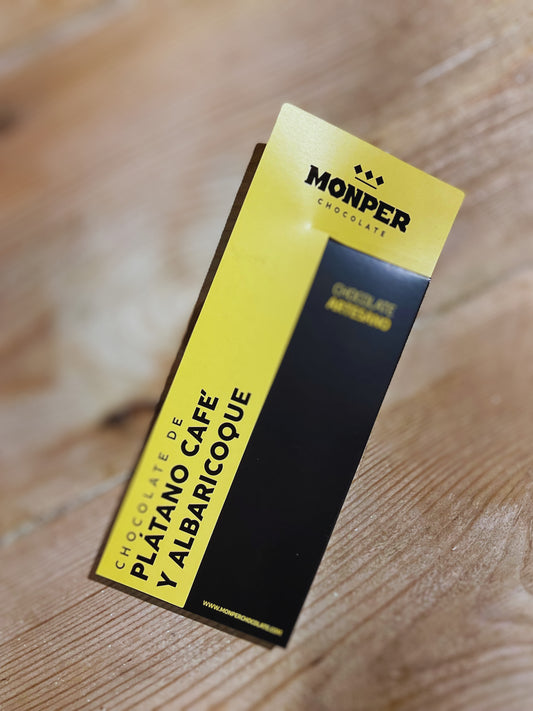 MONPER
CHOCOLATE
CHOCOLATE
ARTESANO
CHOCOLATE DE
PLÁTANO CAFÉ
Y ALBARICOQUE
WWW.MONPERCHOCOLATE.COM